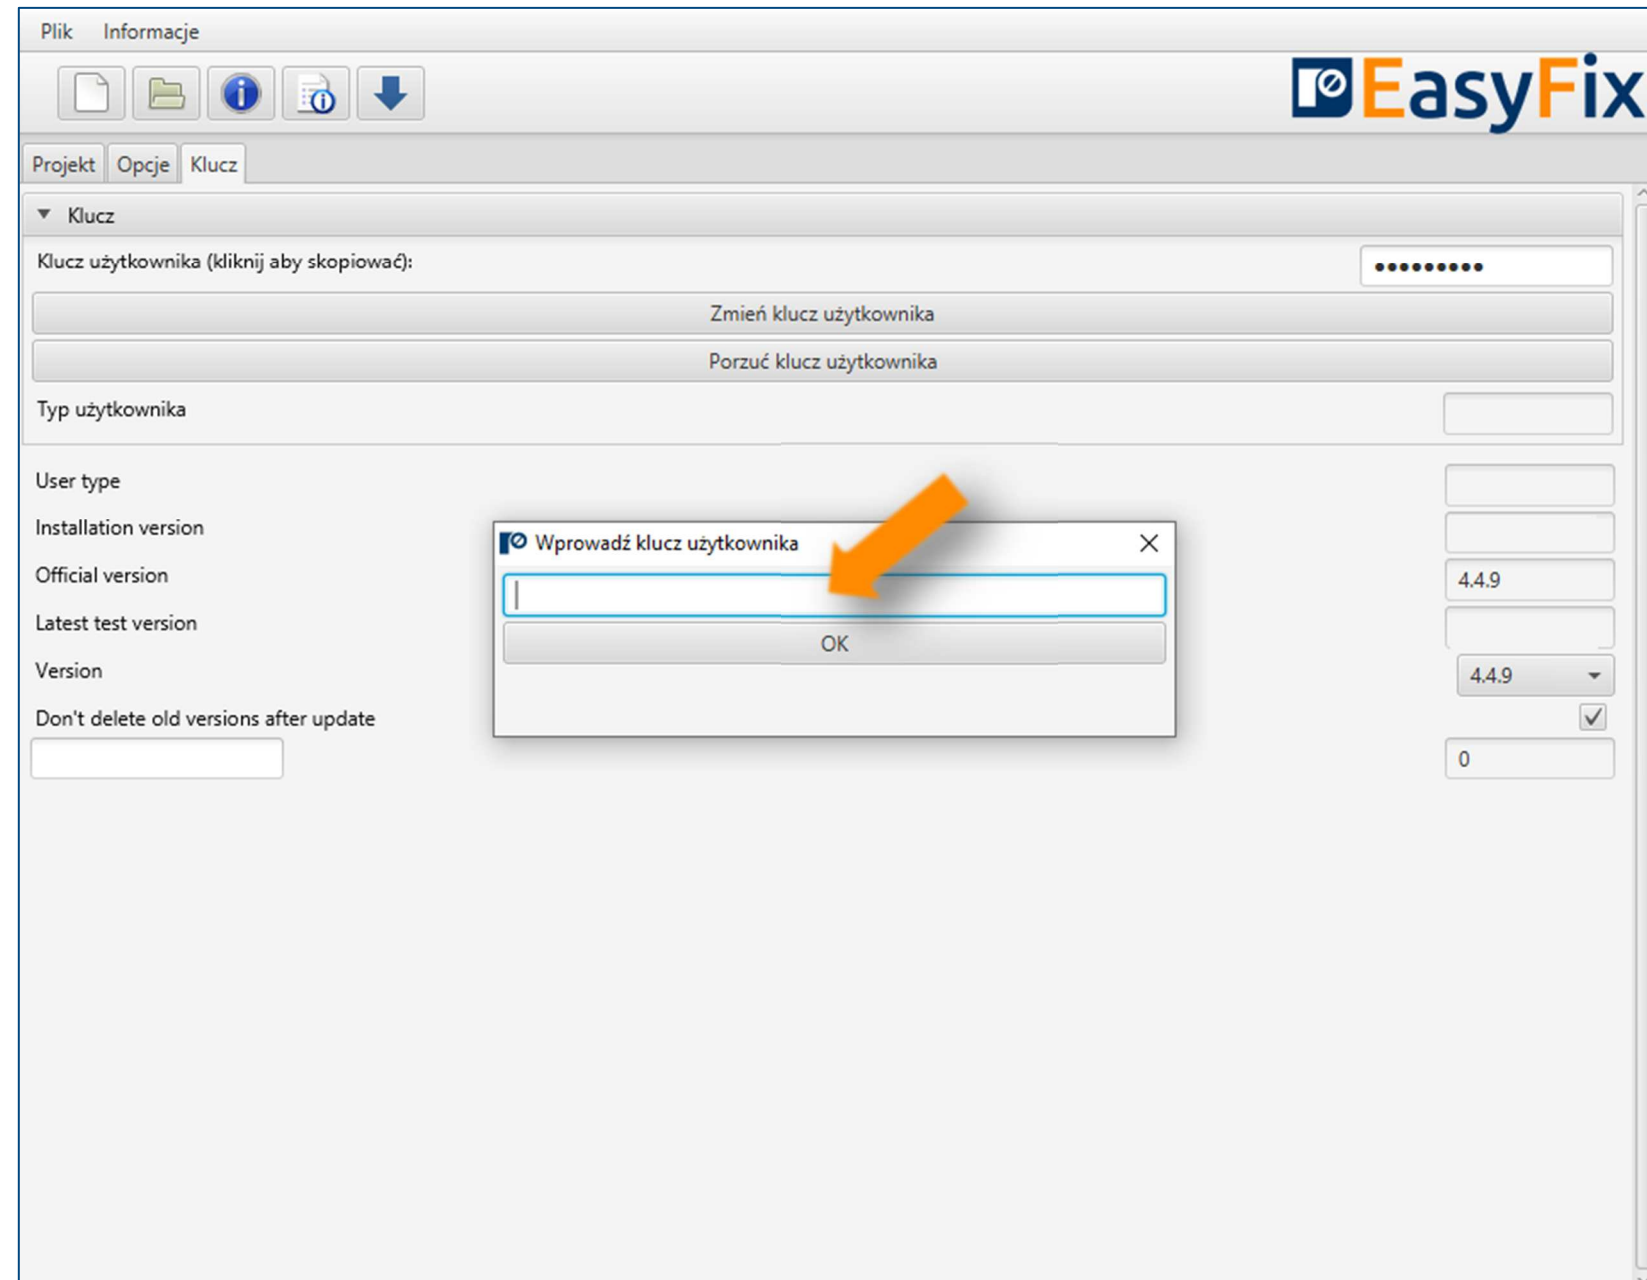 Plik Informacje
EasyFix
Projekt Opcje Klucz
Klucz
Klucz użytkownika (kliknij aby skopiować): •••••••••
Zmień klucz użytkownika
Porzuć klucz użytkownika
Typ użytkownika
User type
Installation version
Wprowadź klucz użytkownika
Official version 4.4.9
Latest test version
OK
Version 4.4.9
Don't delete old versions after update
0